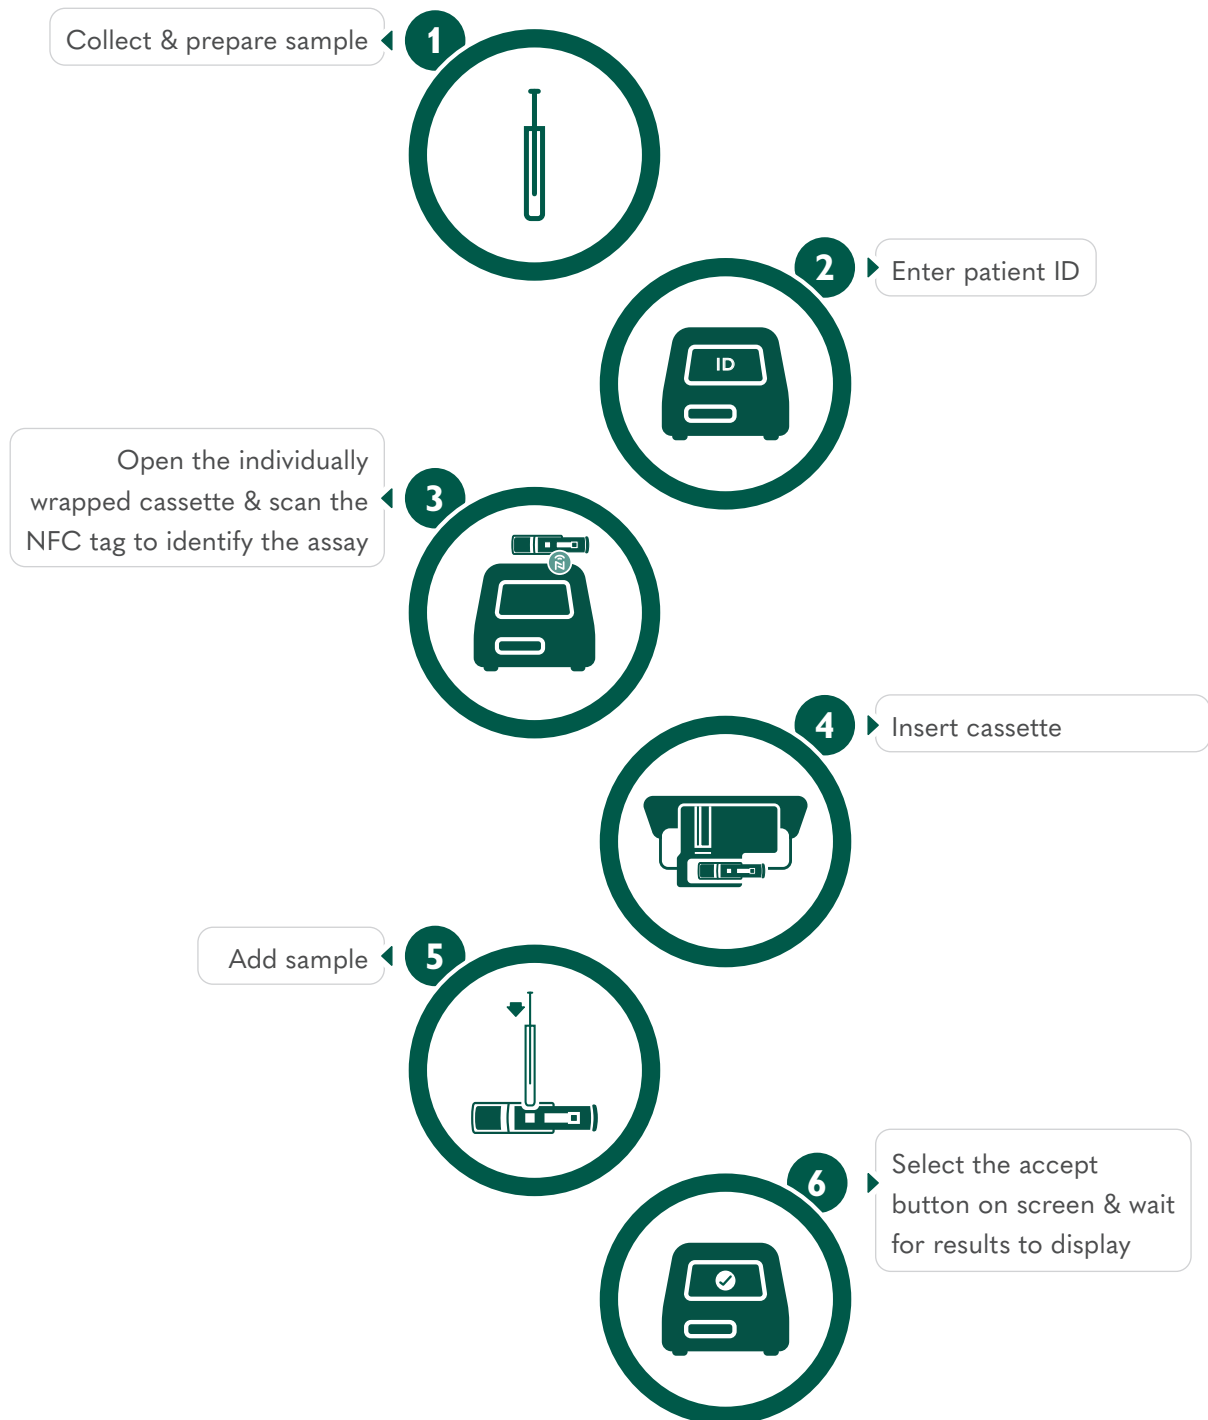 Collect & prepare sample
1
2
Enter patient ID
ID
Open the individually
wrapped cassette & scan the
NFC tag to identify the assay
3
4
Insert cassette
Add sample
5
6
Select the accept
button on screen & wait
for results to display